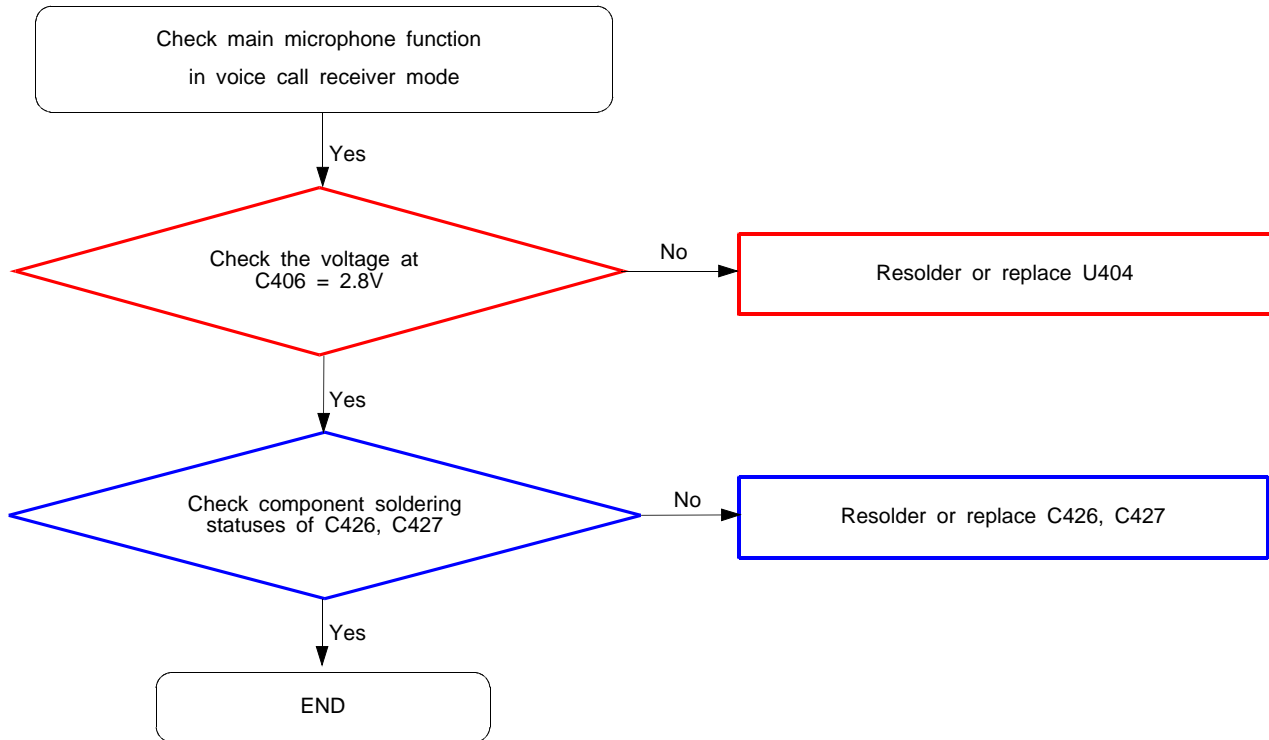 Check main microphone function
in voice call receiver mode
Yes
Check the voltage at
C406 = 2.8V
No
Resolder or replace U404
Yes
Check component soldering
statuses of C426, C427
No
Resolder or replace C426, C427
Yes
END